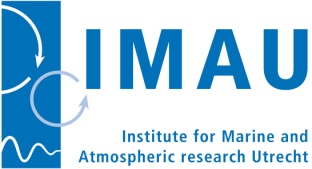 IMAU
Institute for Marine and
Atmospheric research Utrecht